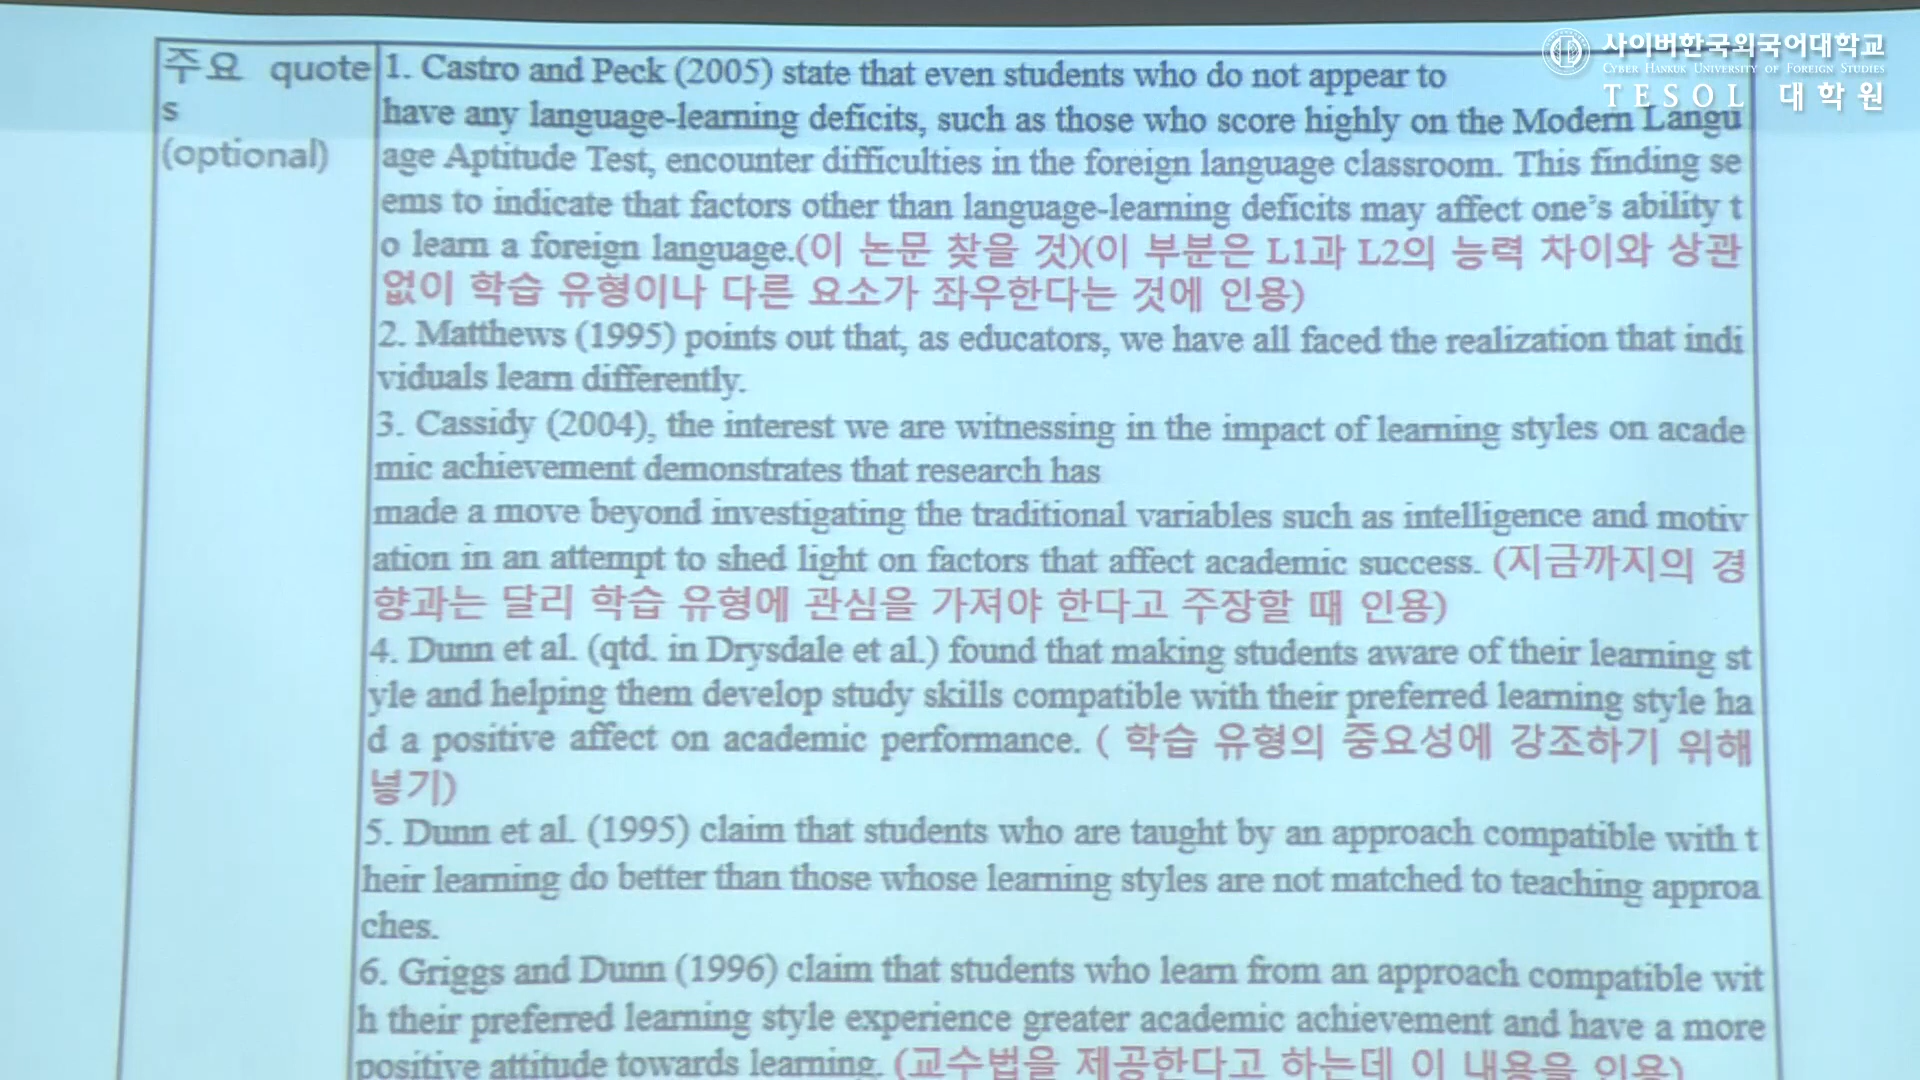 사이버한국외국어대학교
CYBER HANKUK UNIVERSITY OF FOREIGN STUDIES
TESOL 대학원
주요 quote
s
(optional)
1. Castro and Peck (2005) state that even students who do not appear to
have any language-learning deficits, such as those who score highly on the Modern Langu
age Aptitude Test, encounter difficulties in the foreign language classroom. This finding se
ems to indicate that factors other than language-learning deficits may affect one's ability t
o learn a foreign language.(이 논문 찾을 것)(이 부분은 L1과 L2의 능력 차이와 상관
없이 학습 유형이나 다른 요소가 좌우한다는 것에 인용)
2. Matthews (1995) points out that, as educators, we have all faced the realization that indi
viduals learn differently.
3. Cassidy (2004), the interest we are witnessing in the impact of learning styles on acade
mic achievement demonstrates that research has
made a move beyond investigating the traditional variables such as intelligence and motiv
ation in an attempt to shed light on factors that affect academic success. (지금까지의 경
향과는 달리 학습 유형에 관심을 가져야 한다고 주장할 때 인용)
4. Dunn et al. (qtd. in Drysdale et al.) found that making students aware of their learning st
yle and helping them develop study skills compatible with their preferred learning style ha
d a positive affect on academic performance. ( 학습 유형의 중요성에 강조하기 위해
넣기)
5. Dunn et al. (1995) claim that students who are taught by an approach compatible with t
heir learning do better than those whose learning styles are not matched to teaching approa
ches.
6. Griggs and Dunn (1996) claim that students who learn from an approach compatible wit
h their preferred learning style experience greater academic achievement and have a more
positive attitude towards learning. (교수법을 제공한다고 하는데 이 내용을 인용)